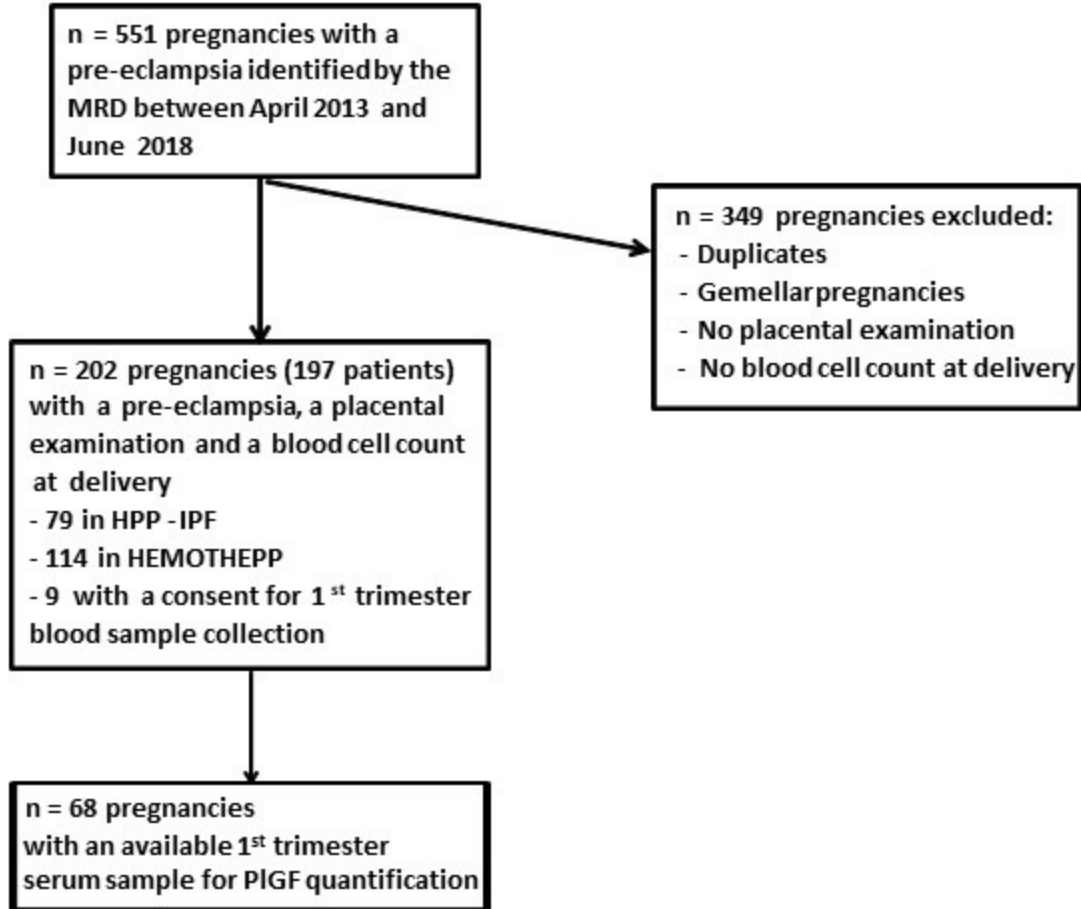 n = 551 pregnancies with a
pre-eclampsia identified by the
MRD between April 2013 and
June 2018
n = 349 pregnancies excluded:
- Duplicates
- Gemellar pregnancies
- No placental examination
- No blood cell count at delivery
n = 202 pregnancies (197 patients)
with a pre-eclampsia, a placental
examination and a blood cell count
at delivery
- 79 in HPP -IPF
- 114 in HEMOTHEPP
- 9 with a consent for 1st trimester
blood sample collection
n = 68 pregnancies
with an available 1st trimester
serum sample for PlGF quantification